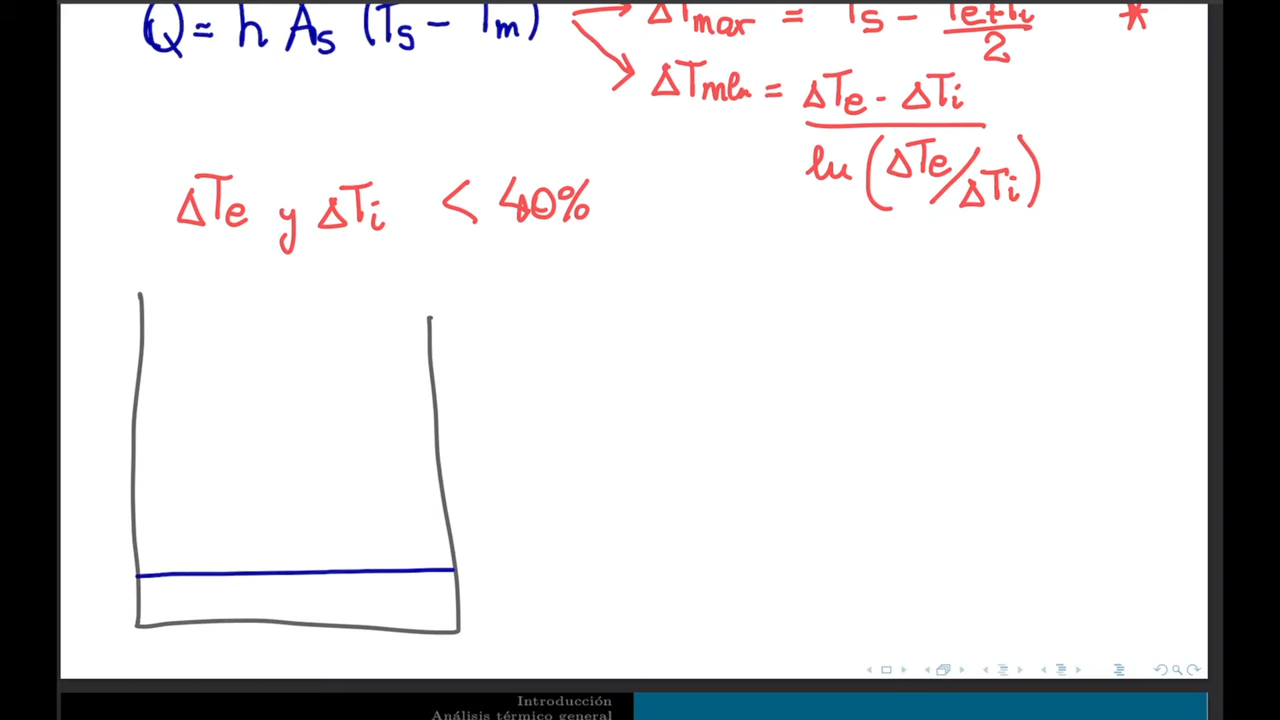 Q = h As (Ts - Tm)
ΔTmar = Ts - (Te+Ti)/2 *
ΔTmln = (ΔTe - ΔTi) / ln (ΔTe/ΔTi)
ΔTe y ΔTi < 40%
Introducción
Análisis térmico general